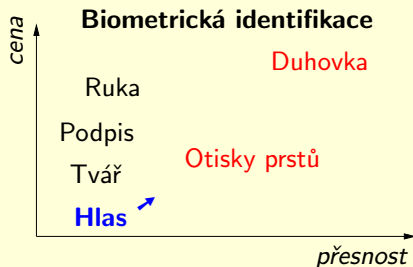 Biometrická identifikace
cena
Duhovka
Ruka
Podpis
Otisky prstů
Tvář
Hlas
přesnost